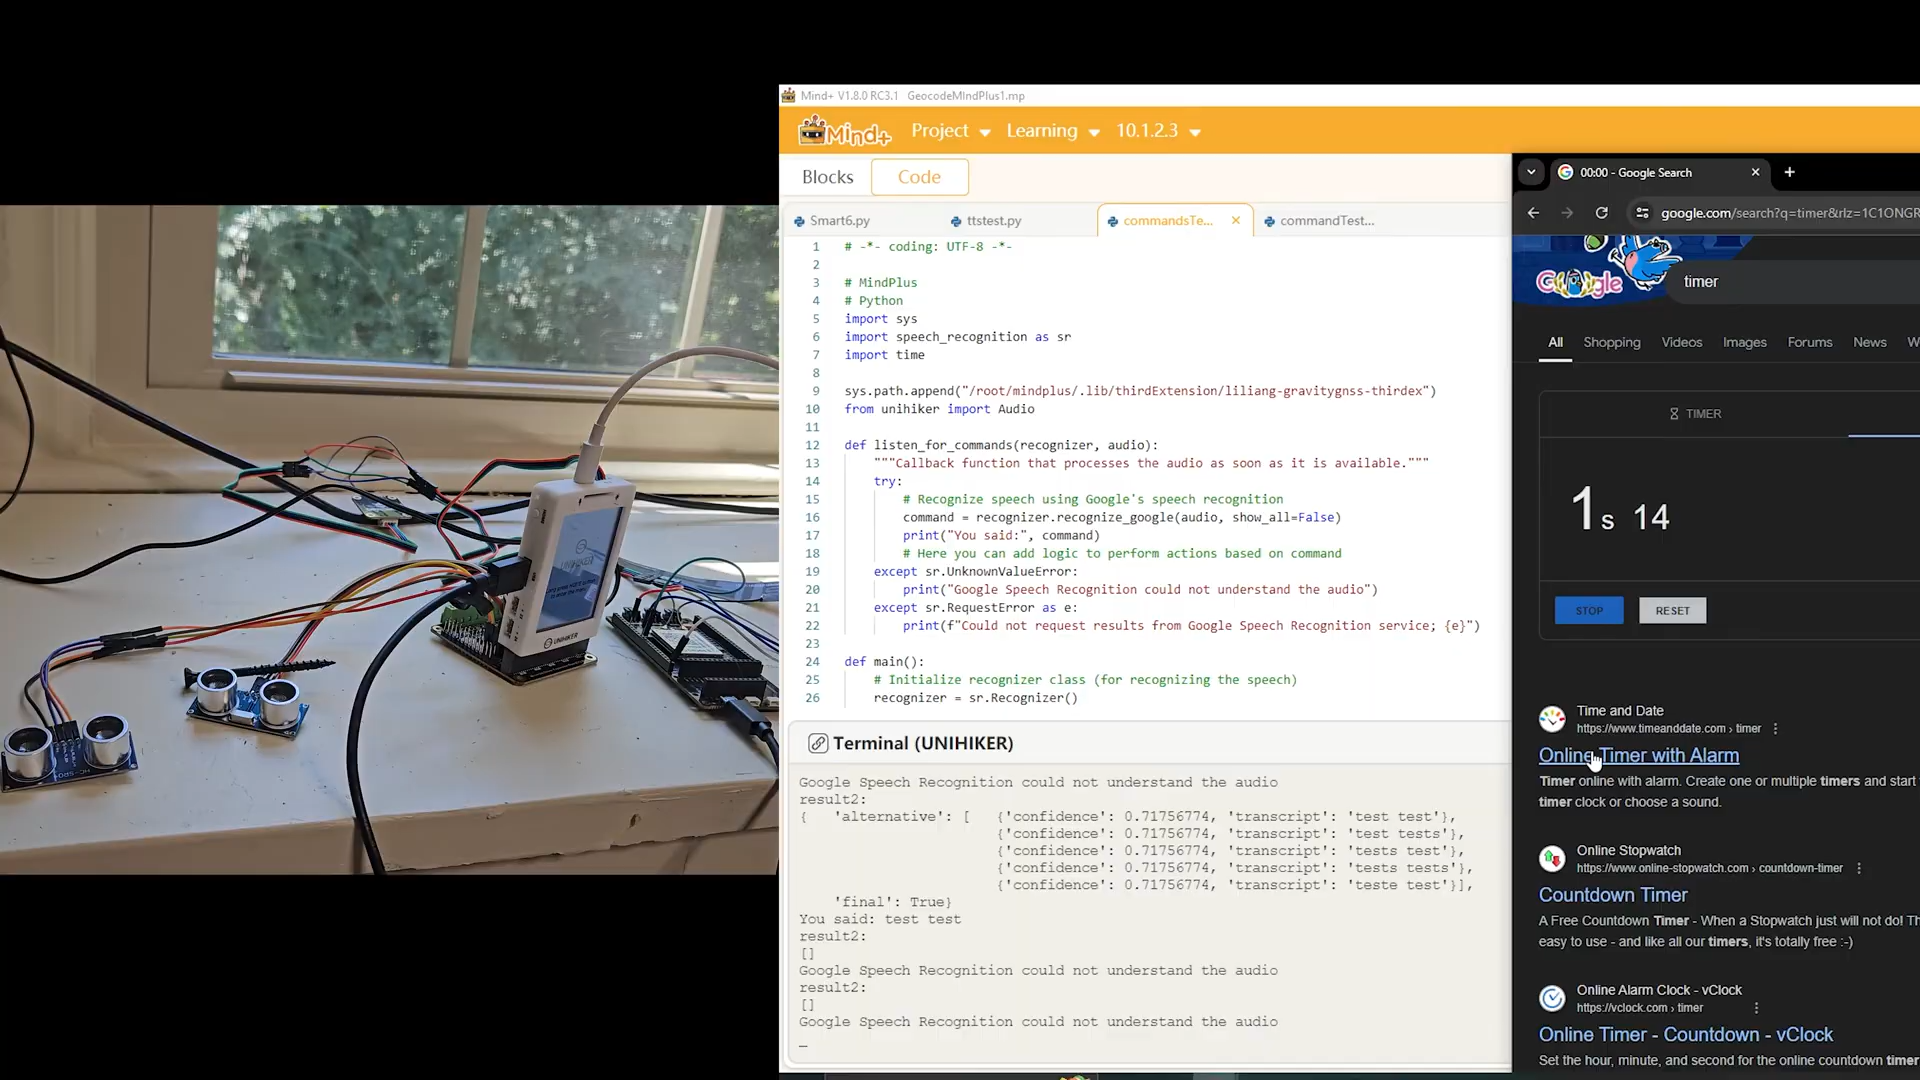 Mind+ V1.8.0 RC3.1 GeocodeMIndPlus1.mp
Mind+ Project Learning 10.1.2.3
Blocks Code
Smart6.py ttstest.py commandsTe... × commandTest...
1 # -*- coding: UTF-8 -*-
2
3 # MindPlus
4 # Python
5 import sys
6 import speech_recognition as sr
7 import time
8
9 sys.path.append("/root/mindplus/.lib/thirdExtension/liliang-gravitygnss-thirdex")
10 from unihiker import Audio
11
12 def listen_for_commands(recognizer, audio):
13 """Callback function that processes the audio as soon as it is available."""
14 try:
15 # Recognize speech using Google's speech recognition
16 command = recognizer.recognize_google(audio, show_all=False)
17 print("You said:", command)
18 # Here you can add logic to perform actions based on command
19 except sr.UnknownValueError:
20 print("Google Speech Recognition could not understand the audio")
21 except sr.RequestError as e:
22 print(f"Could not request results from Google Speech Recognition service; {e}")
23
24 def main():
25 # Initialize recognizer class (for recognizing the speech)
26 recognizer = sr.Recognizer()
Terminal (UNIHIKER)
Google Speech Recognition could not understand the audio
result2:
{ 'alternative': [ {'confidence': 0.71756774, 'transcript': 'test test'},
{'confidence': 0.71756774, 'transcript': 'test tests'},
{'confidence': 0.71756774, 'transcript': 'tests test'},
{'confidence': 0.71756774, 'transcript': 'tests tests'},
{'confidence': 0.71756774, 'transcript': 'teste test'}],
'final': True}
You said: test test
result2:
[]
Google Speech Recognition could not understand the audio
result2:
[]
Google Speech Recognition could not understand the audio
_
00:00 - Google Search
google.com/search?q=timer&rlz=1C1ONGR
Google timer
All Shopping Videos Images Forums News W
TIMER
1s 14
STOP RESET
Time and Date
https://www.timeanddate.com › timer
Online Timer with Alarm
Timer online with alarm. Create one or multiple timers and start
timer clock or choose a sound.
Online Stopwatch
https://www.online-stopwatch.com › countdown-timer
Countdown Timer
A Free Countdown Timer - When a Stopwatch just will not do! Th
easy to use - and like all our timers, it's totally free :-)
Online Alarm Clock - vClock
https://vclock.com › timer
Online Timer - Countdown - vClock
Set the hour, minute, and second for the online countdown timer
UNIHIKER
UNIHIKER
HC-SR04